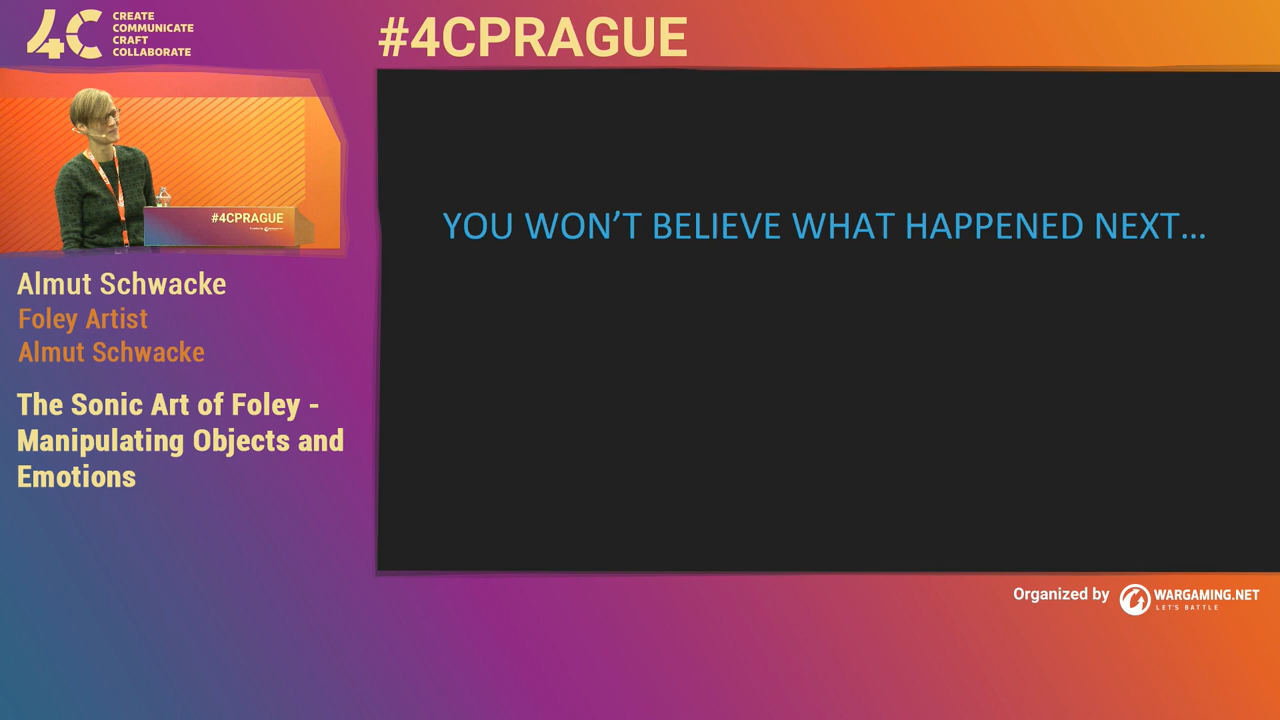 4C
CREATE
COMMUNICATE
CRAFT
COLLABORATE
#4CPRAGUE
#4CPRAGUE
YOU WON'T BELIEVE WHAT HAPPENED NEXT...
Almut Schwacke
Foley Artist
Almut Schwacke
The Sonic Art of Foley -
Manipulating Objects and
Emotions
Organized by
WARGAMING.NET
LET'S BATTLE